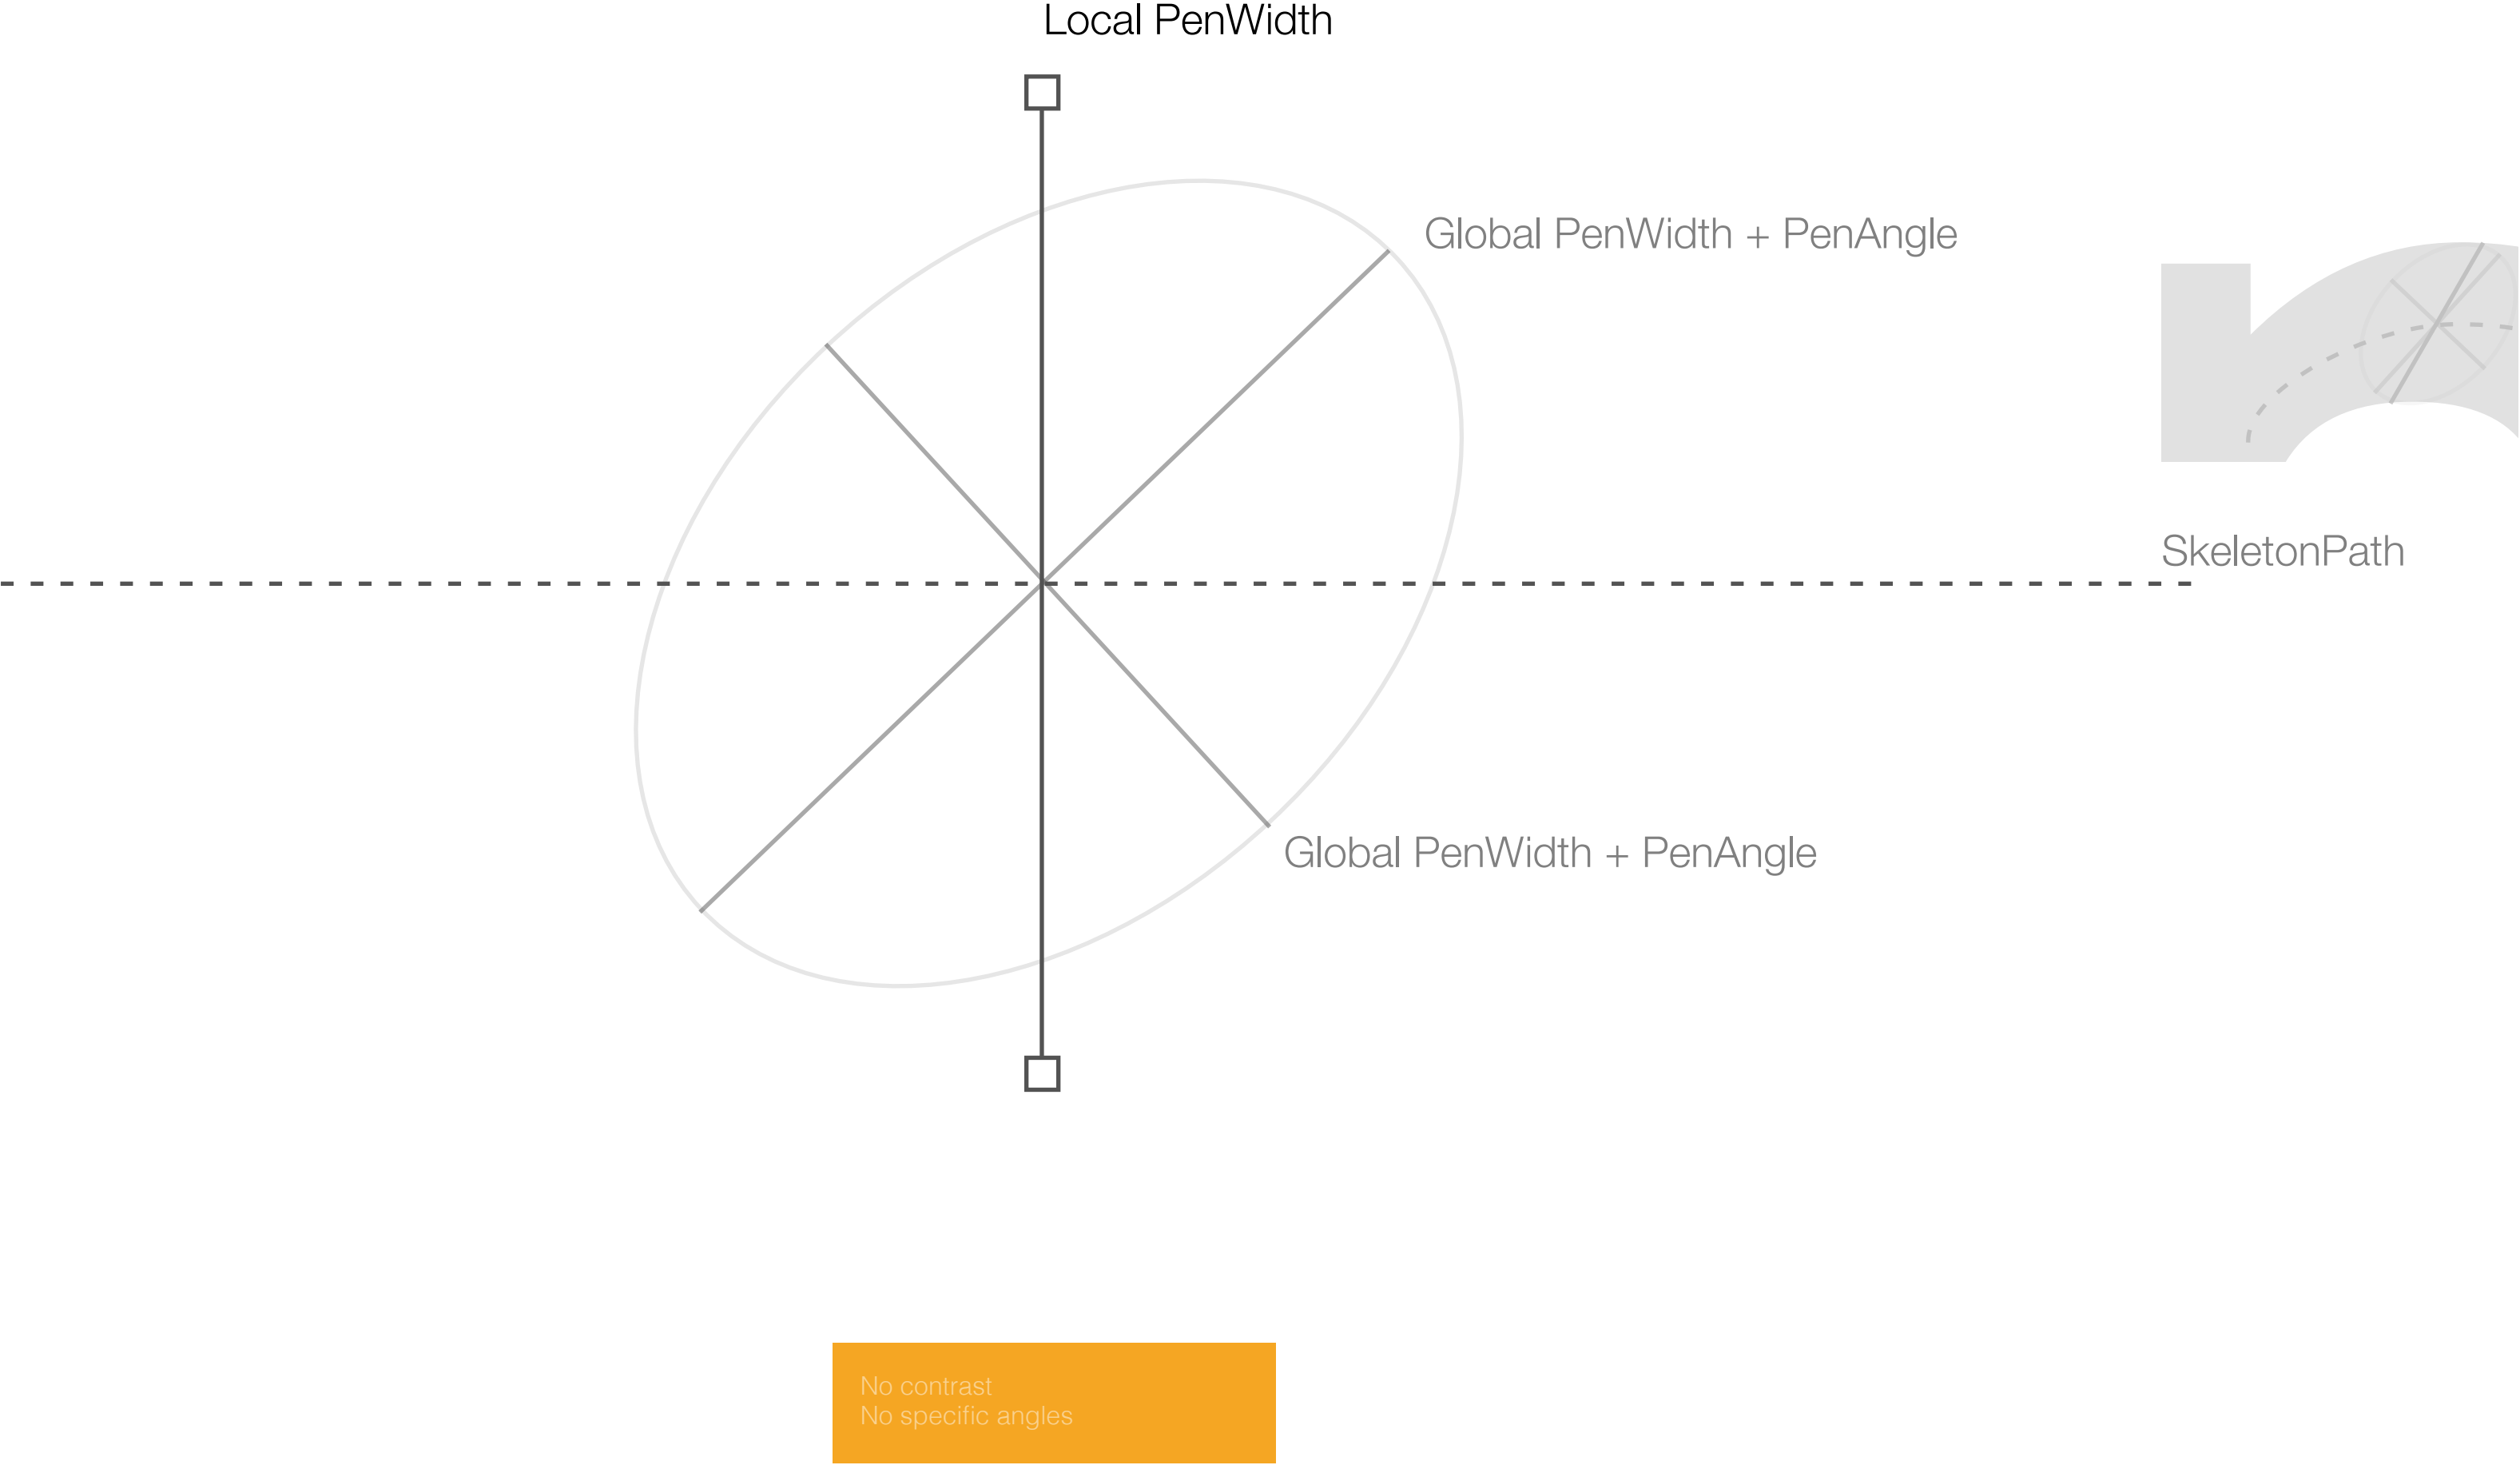 Local PenWidth
Global PenWidth + PenAngle
SkeletonPath
Global PenWidth + PenAngle
No contrast
No specific angles